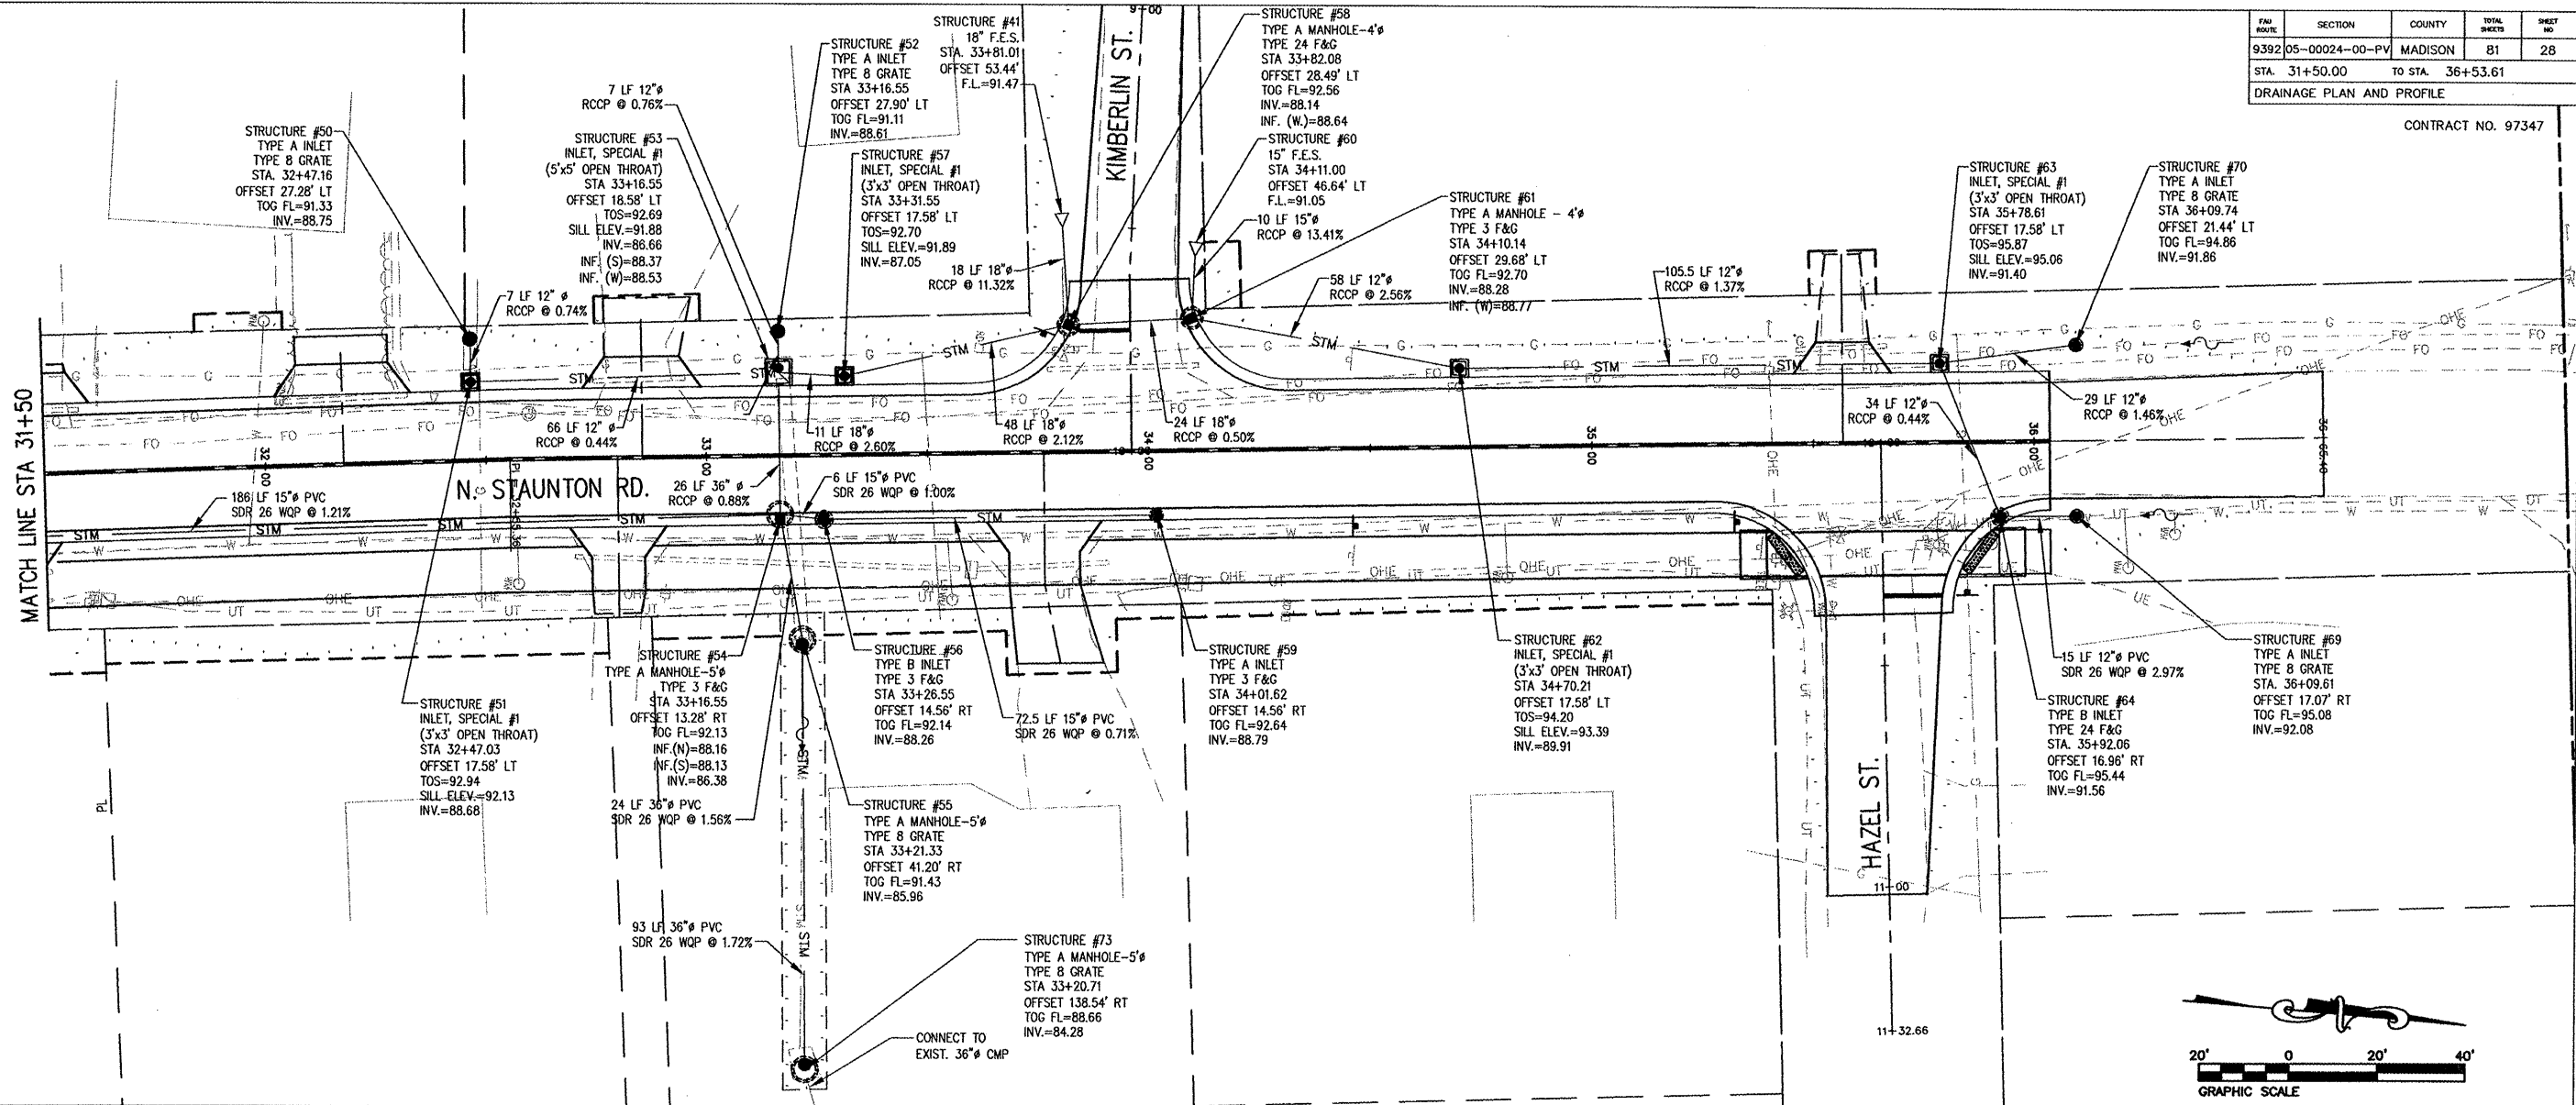 FAU ROUTE
SECTION
COUNTY
TOTAL SHEETS
SHEET NO
9392
05-00024-00-PV
MADISON
81
28
STA. 31+50.00 TO STA. 36+53.61
DRAINAGE PLAN AND PROFILE
CONTRACT NO. 97347
STRUCTURE #50
TYPE A INLET
TYPE 8 GRATE
STA. 32+47.16
OFFSET 27.28' LT
TOG FL=91.33
INV.=88.75
7 LF 12"ø
RCCP @ 0.76%
STRUCTURE #53
INLET, SPECIAL #1
(5'x5' OPEN THROAT)
STA 33+16.55
OFFSET 18.58' LT
TOS=92.69
SILL ELEV.=91.88
INV.=86.66
INF. (S)=88.37
INF. (W)=88.53
STRUCTURE #52
TYPE A INLET
TYPE 8 GRATE
STA 33+16.55
OFFSET 27.90' LT
TOG FL=91.11
INV.=88.61
STRUCTURE #57
INLET, SPECIAL #1
(3'x3' OPEN THROAT)
STA 33+31.55
OFFSET 17.58' LT
TOS=92.70
SILL ELEV.=91.89
INV.=87.05
STRUCTURE #41
18" F.E.S.
STA. 33+81.01
OFFSET 53.44'
F.L.=91.47
18 LF 18"ø
RCCP @ 11.32%
9+00
KIMBERLIN ST.
STRUCTURE #58
TYPE A MANHOLE-4'ø
TYPE 24 F&G
STA 33+82.08
OFFSET 28.49' LT
TOG FL=92.56
INV.=88.14
INF. (W.)=88.64
STRUCTURE #60
15" F.E.S.
STA 34+11.00
OFFSET 46.64' LT
F.L.=91.05
10 LF 15"ø
RCCP @ 13.41%
STRUCTURE #61
TYPE A MANHOLE - 4'ø
TYPE 3 F&G
STA 34+10.14
OFFSET 29.68' LT
TOG FL=92.70
INV.=88.28
INF. (W)=88.77
58 LF 12"ø
RCCP @ 2.56%
105.5 LF 12"ø
RCCP @ 1.37%
STRUCTURE #63
INLET, SPECIAL #1
(3'x3' OPEN THROAT)
STA 35+78.61
OFFSET 17.58' LT
TOS=95.87
SILL ELEV.=95.06
INV.=91.40
STRUCTURE #70
TYPE A INLET
TYPE 8 GRATE
STA 36+09.74
OFFSET 21.44' LT
TOG FL=94.86
INV.=91.86
7 LF 12" ø
RCCP @ 0.74%
66 LF 12" ø
RCCP @ 0.44%
11 LF 18"ø
RCCP @ 2.60%
48 LF 18"ø
RCCP @ 2.12%
24 LF 18"ø
RCCP @ 0.50%
34 LF 12"ø
RCCP @ 0.44%
29 LF 12"ø
RCCP @ 1.46%
MATCH LINE STA 31+50
32+00
33+00
34+00
35+00
36+00
N. STAUNTON RD.
186 LF 15"ø PVC
SDR 26 WQP @ 1.21%
26 LF 36" ø
RCCP @ 0.88%
6 LF 15"ø PVC
SDR 26 WQP @ 1.00%
STRUCTURE #51
INLET, SPECIAL #1
(3'x3' OPEN THROAT)
STA 32+47.03
OFFSET 17.58' LT
TOS=92.94
SILL ELEV.=92.13
INV.=88.68
STRUCTURE #54
TYPE A MANHOLE-5'ø
TYPE 3 F&G
STA 33+16.55
OFFSET 13.28' RT
TOG FL=92.13
INF.(N)=88.16
INF.(S)=88.13
INV.=86.38
24 LF 36"ø PVC
SDR 26 WQP @ 1.56%
STRUCTURE #56
TYPE B INLET
TYPE 3 F&G
STA 33+26.55
OFFSET 14.56' RT
TOG FL=92.14
INV.=88.26
72.5 LF 15"ø PVC
SDR 26 WQP @ 0.71%
STRUCTURE #59
TYPE A INLET
TYPE 3 F&G
STA 34+01.62
OFFSET 14.56' RT
TOG FL=92.64
INV.=88.79
STRUCTURE #62
INLET, SPECIAL #1
(3'x3' OPEN THROAT)
STA 34+70.21
OFFSET 17.58' LT
TOS=94.20
SILL ELEV.=93.39
INV.=89.91
15 LF 12"ø PVC
SDR 26 WQP @ 2.97%
STRUCTURE #64
TYPE B INLET
TYPE 24 F&G
STA. 35+92.06
OFFSET 16.96' RT
TOG FL=95.44
INV.=91.56
STRUCTURE #69
TYPE A INLET
TYPE 8 GRATE
STA. 36+09.61
OFFSET 17.07' RT
TOG FL=95.08
INV.=92.08
STRUCTURE #55
TYPE A MANHOLE-5'ø
TYPE 8 GRATE
STA 33+21.33
OFFSET 41.20' RT
TOG FL=91.43
INV.=85.96
PL
HAZEL ST.
11+00
11+32.66
93 LF 36"ø PVC
SDR 26 WQP @ 1.72%
STRUCTURE #73
TYPE A MANHOLE-5'ø
TYPE 8 GRATE
STA 33+20.71
OFFSET 138.54' RT
TOG FL=88.66
INV.=84.28
CONNECT TO
EXIST. 36"ø CMP
20' 0 20' 40'
GRAPHIC SCALE